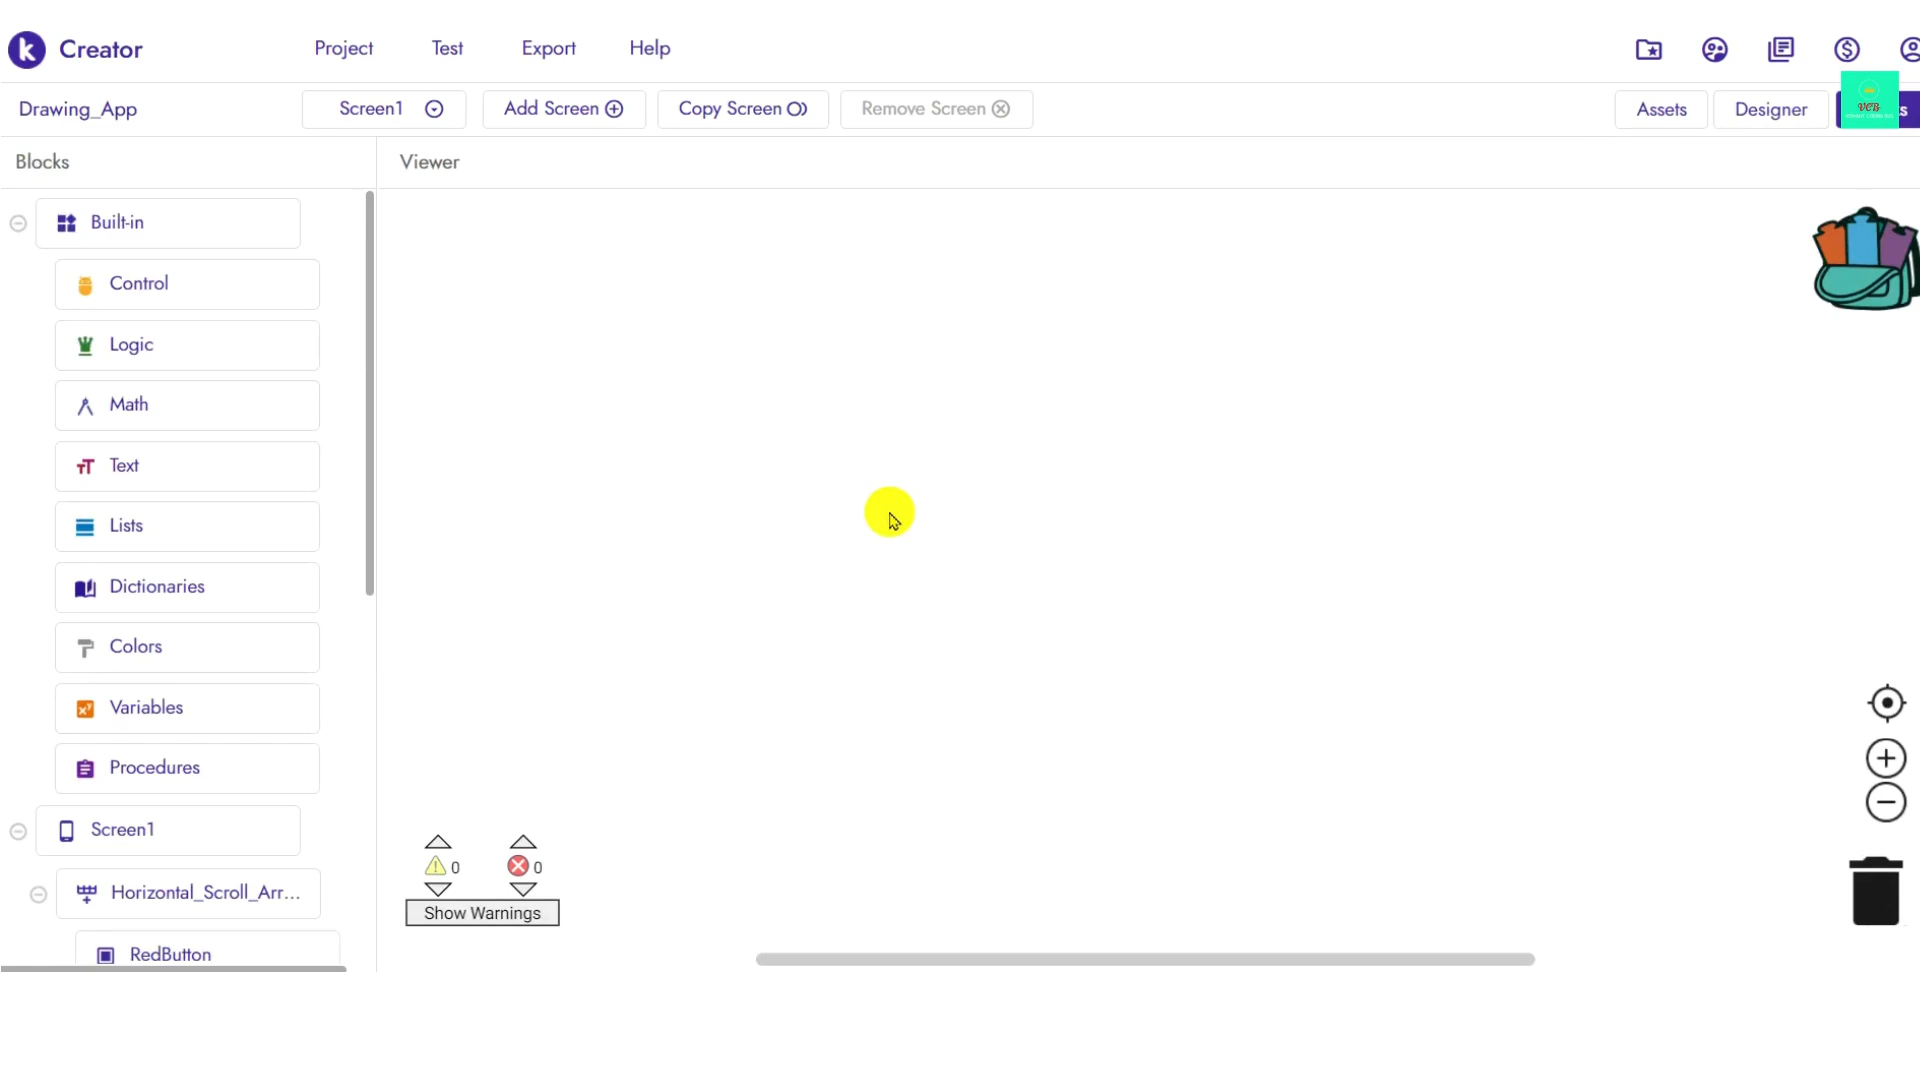 Creator
Project
Test
Export
Help
Drawing_App
Screen1
Add Screen
Copy Screen
Remove Screen
Assets
Designer
VCB
s
Blocks
Viewer
Built-in
Control
Logic
Math
Text
Lists
Dictionaries
Colors
Variables
Procedures
Screen1
Horizontal_Scroll_Arr...
RedButton
0
0
Show Warnings